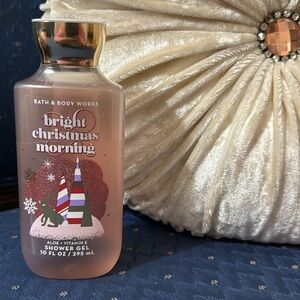 BATH & BODY WORKS
bright
christmas
morning
ALOE + VITAMIN E
SHOWER GEL
10 FL OZ / 295 mL